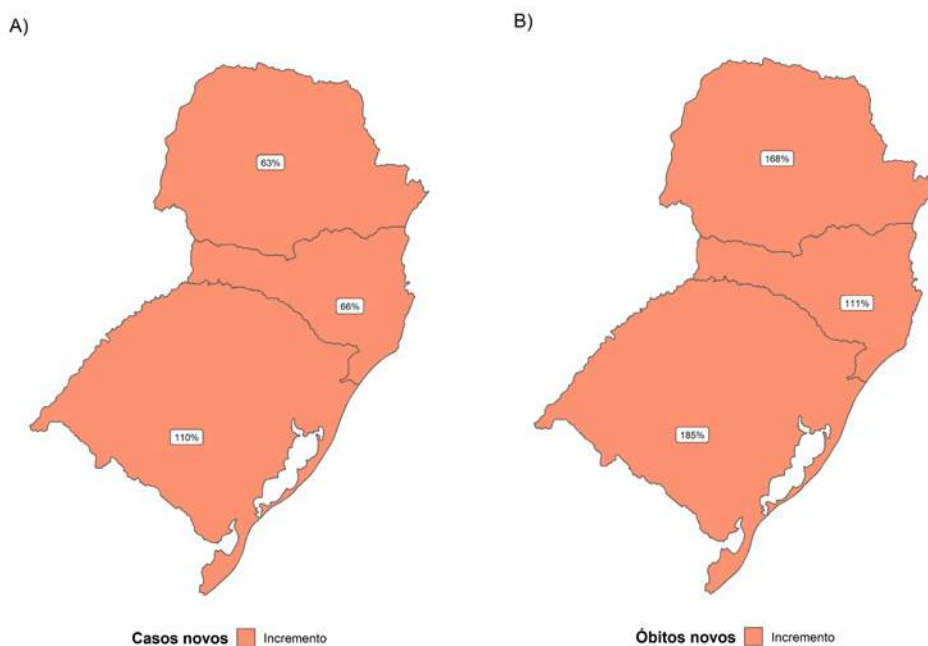 A)
63%
66%
110%
Casos novos Incremento
B)
168%
111%
185%
Óbitos novos Incremento